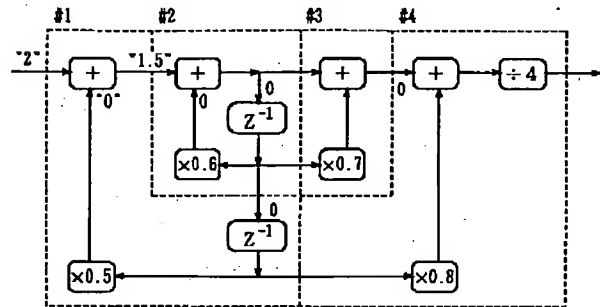 #1 #2 #3 #4
"2" + "1.5" + + + ÷4
"0" 0 0 0
Z⁻¹
×0.6 ×0.7
0
Z⁻¹
×0.5 ×0.8